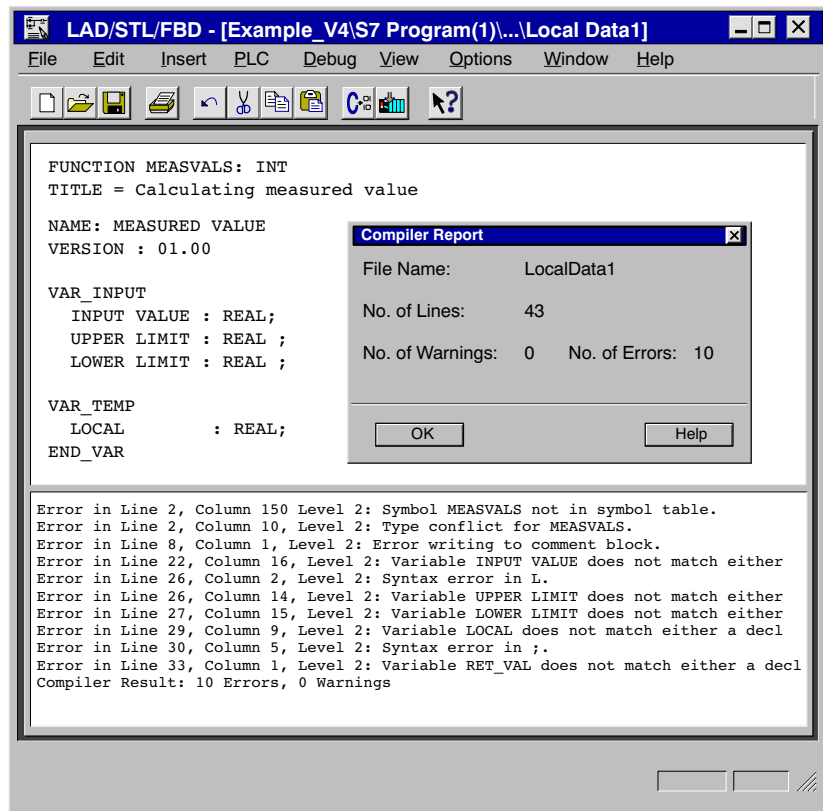 LAD/STL/FBD - [Example_V4\S7 Program(1)\...\Local Data1]
File Edit Insert PLC Debug View Options Window Help
FUNCTION MEASVALS: INT
TITLE = Calculating measured value
NAME: MEASURED VALUE
VERSION : 01.00
VAR_INPUT
INPUT VALUE : REAL;
UPPER LIMIT : REAL ;
LOWER LIMIT : REAL ;
VAR_TEMP
LOCAL : REAL;
END_VAR
Compiler Report
File Name: LocalData1
No. of Lines: 43
No. of Warnings: 0 No. of Errors: 10
OK Help
Error in Line 2, Column 150 Level 2: Symbol MEASVALS not in symbol table.
Error in Line 2, Column 10, Level 2: Type conflict for MEASVALS.
Error in Line 8, Column 1, Level 2: Error writing to comment block.
Error in Line 22, Column 16, Level 2: Variable INPUT VALUE does not match either
Error in Line 26, Column 2, Level 2: Syntax error in L.
Error in Line 26, Column 14, Level 2: Variable UPPER LIMIT does not match either
Error in Line 27, Column 15, Level 2: Variable LOWER LIMIT does not match either
Error in Line 29, Column 9, Level 2: Variable LOCAL does not match either a decl
Error in Line 30, Column 5, Level 2: Syntax error in ;.
Error in Line 33, Column 1, Level 2: Variable RET_VAL does not match either a decl
Compiler Result: 10 Errors, 0 Warnings